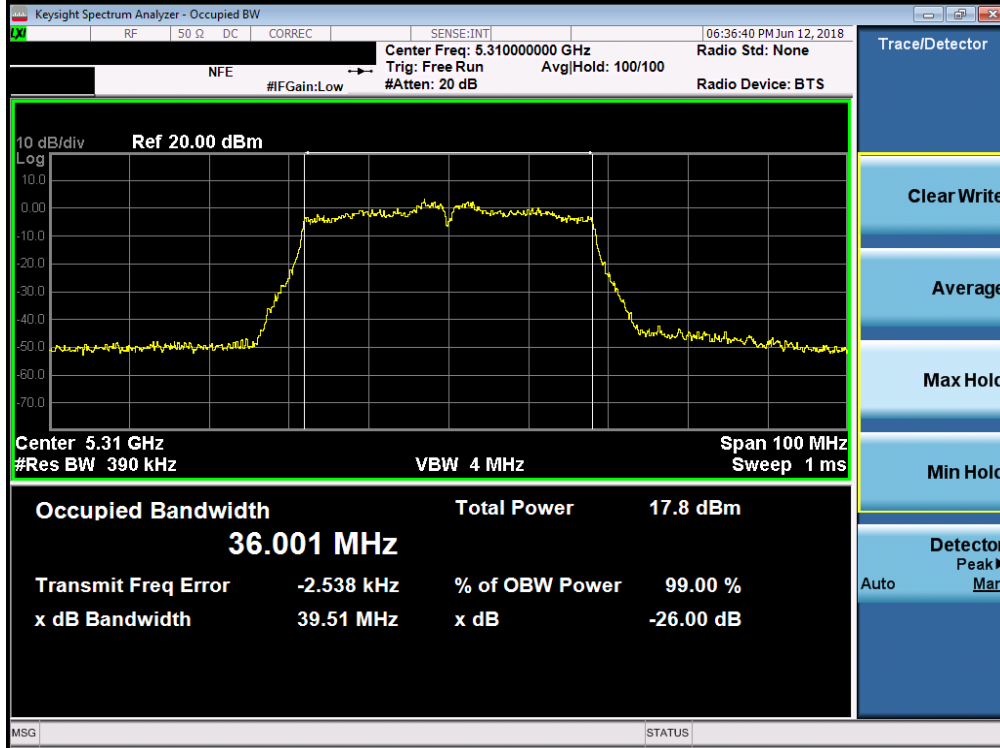 Keysight Spectrum Analyzer - Occupied BW
LXI RF 50 Ω DC CORREC SENSE:INT 06:36:40 PM Jun 12, 2018
Center Freq: 5.310000000 GHz Radio Std: None
NFE Trig: Free Run Avg|Hold: 100/100
#IFGain:Low #Atten: 20 dB Radio Device: BTS
Trace/Detector
10 dB/div Ref 20.00 dBm
Log
10.0
0.00
-10.0
-20.0
-30.0
-40.0
-50.0
-60.0
-70.0
Center 5.31 GHz Span 100 MHz
#Res BW 390 kHz VBW 4 MHz Sweep 1 ms
Occupied Bandwidth Total Power 17.8 dBm
36.001 MHz
Transmit Freq Error -2.538 kHz % of OBW Power 99.00 %
x dB Bandwidth 39.51 MHz x dB -26.00 dB
Clear Write
Average
Max Hold
Min Hold
Detector
Peak
Auto Man
MSG STATUS